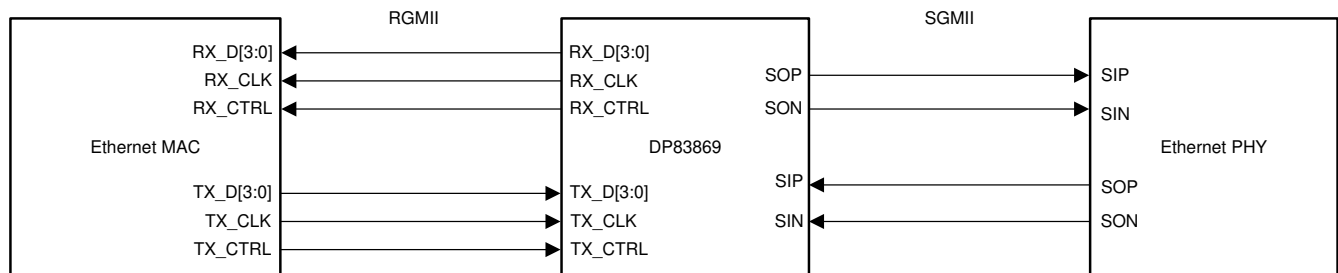 RGMII
SGMII
RX_D[3:0]
RX_CLK
RX_CTRL
Ethernet MAC
TX_D[3:0]
TX_CLK
TX_CTRL
RX_D[3:0]
RX_CLK
RX_CTRL
SOP
SON
DP83869
SIP
SIN
TX_D[3:0]
TX_CLK
TX_CTRL
SIP
SIN
Ethernet PHY
SOP
SON